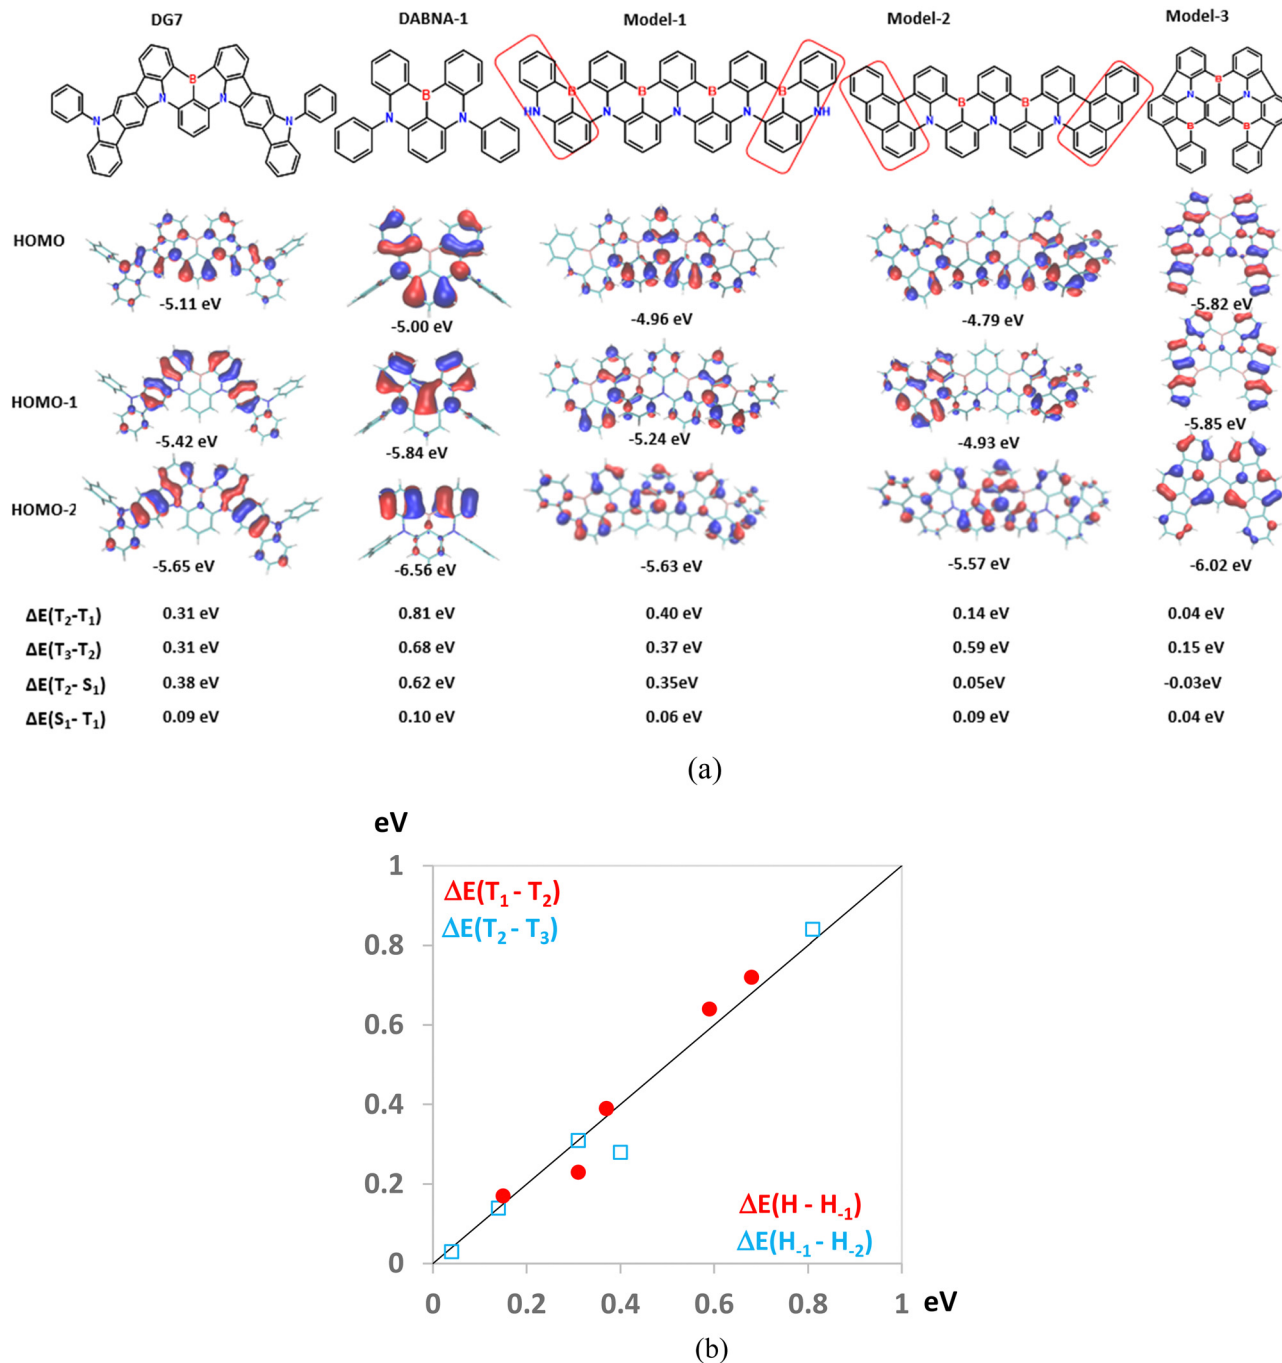 DG7 DABNA-1 Model-1 Model-2 Model-3
B N N N N
B N N
B B B B HN N N N NH
B B N N N
B N N B B
HOMO
-5.11 eV -5.00 eV -4.96 eV -4.79 eV -5.82 eV
HOMO-1
-5.42 eV -5.84 eV -5.24 eV -4.93 eV -5.85 eV
HOMO-2
-5.65 eV -6.56 eV -5.63 eV -5.57 eV -6.02 eV
ΔE(T2-T1) 0.31 eV 0.81 eV 0.40 eV 0.14 eV 0.04 eV
ΔE(T3-T2) 0.31 eV 0.68 eV 0.37 eV 0.59 eV 0.15 eV
ΔE(T2- S1) 0.38 eV 0.62 eV 0.35eV 0.05eV -0.03eV
ΔE(S1- T1) 0.09 eV 0.10 eV 0.06 eV 0.09 eV 0.04 eV
(a)
eV
1
ΔE(T1 - T2)
ΔE(T2 - T3)
0.8
0.6
0.4
0.2
ΔE(H - H-1)
ΔE(H-1 - H-2)
0
0 0.2 0.4 0.6 0.8 1 eV
(b)